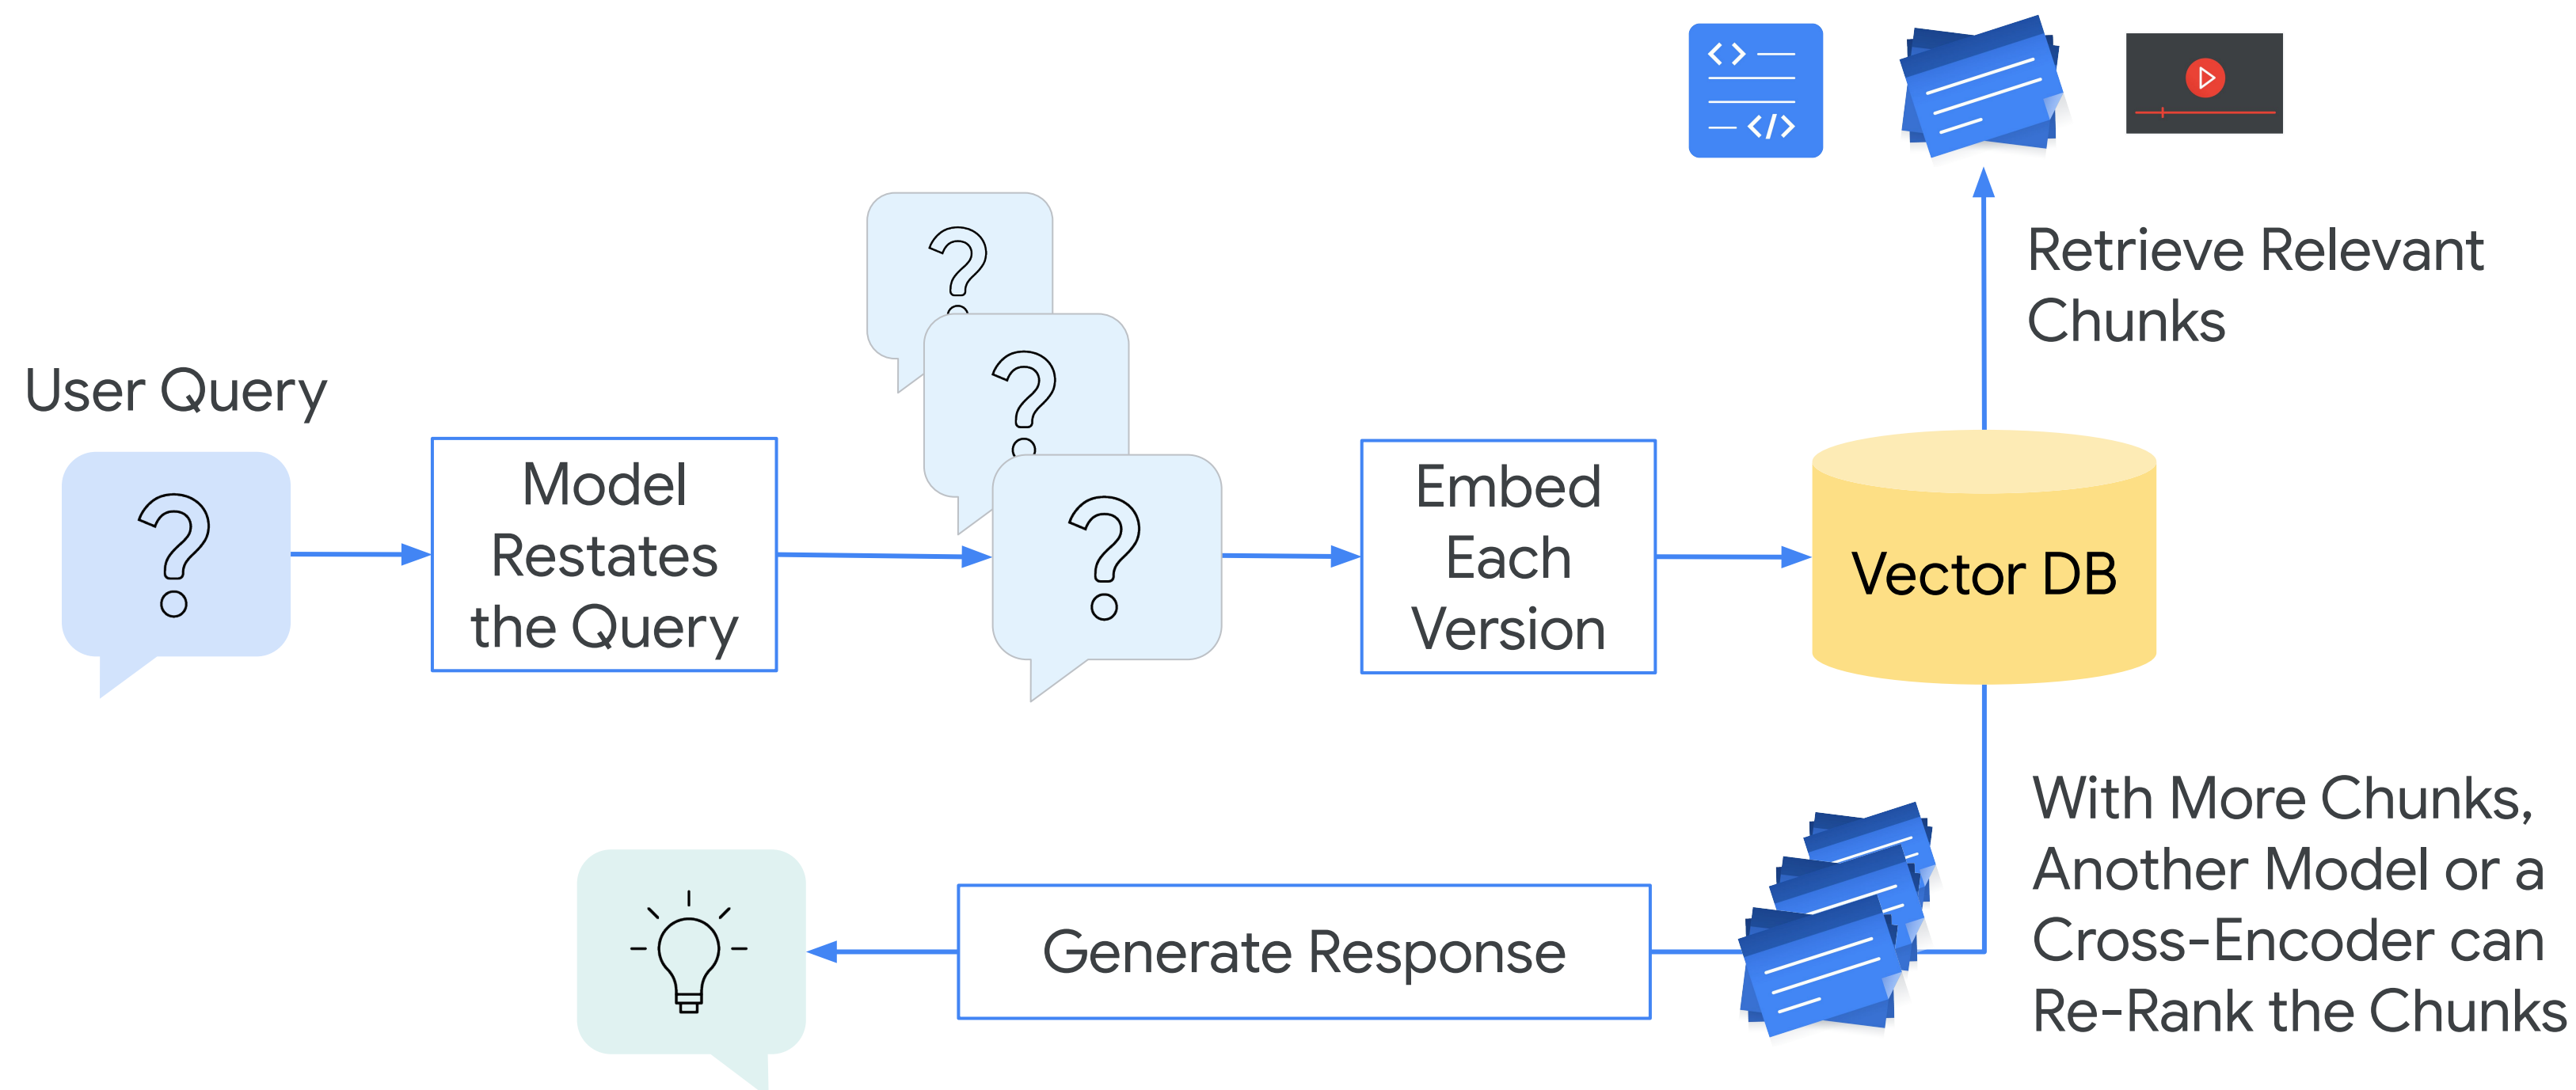 User Query
Model
Restates
the Query
Embed
Each
Version
Vector DB
Retrieve Relevant
Chunks
With More Chunks,
Another Model or a
Cross-Encoder can
Re-Rank the Chunks
Generate Response